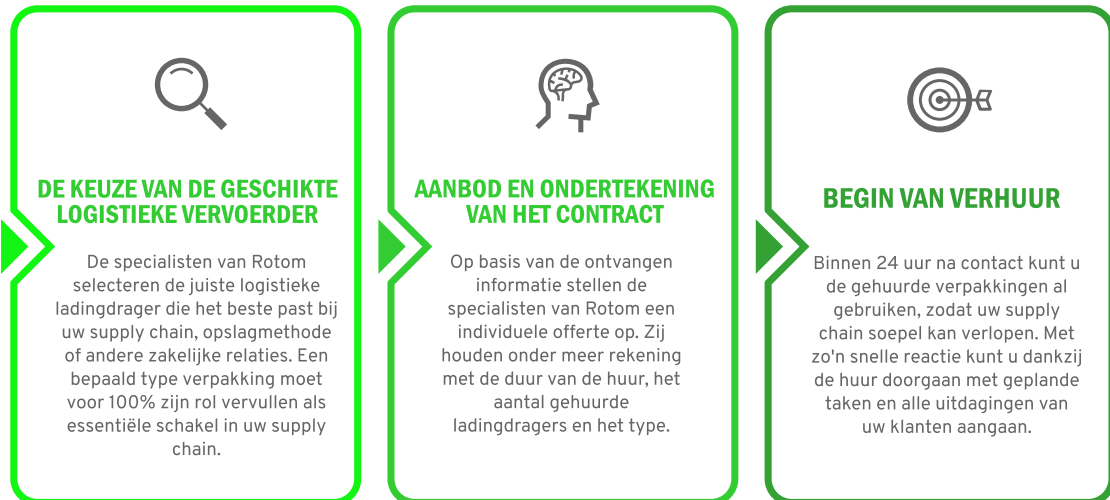 DE KEUZE VAN DE GESCHIKTE
LOGISTIEKE VERVOERDER
De specialisten van Rotom
selecteren de juiste logistieke
ladingdrager die het beste past bij
uw supply chain, opslagmethode
of andere zakelijke relaties. Een
bepaald type verpakking moet
voor 100% zijn rol vervullen als
essentiële schakel in uw supply
chain.
AANBOD EN ONDERTEKENING
VAN HET CONTRACT
Op basis van de ontvangen
informatie stellen de
specialisten van Rotom een
individuele offerte op. Zij
houden onder meer rekening
met de duur van de huur, het
aantal gehuurde
ladingdragers en het type.
BEGIN VAN VERHUUR
Binnen 24 uur na contact kunt u
de gehuurde verpakkingen al
gebruiken, zodat uw supply
chain soepel kan verlopen. Met
zo'n snelle reactie kunt u dankzij
de huur doorgaan met geplande
taken en alle uitdagingen van
uw klanten aangaan.